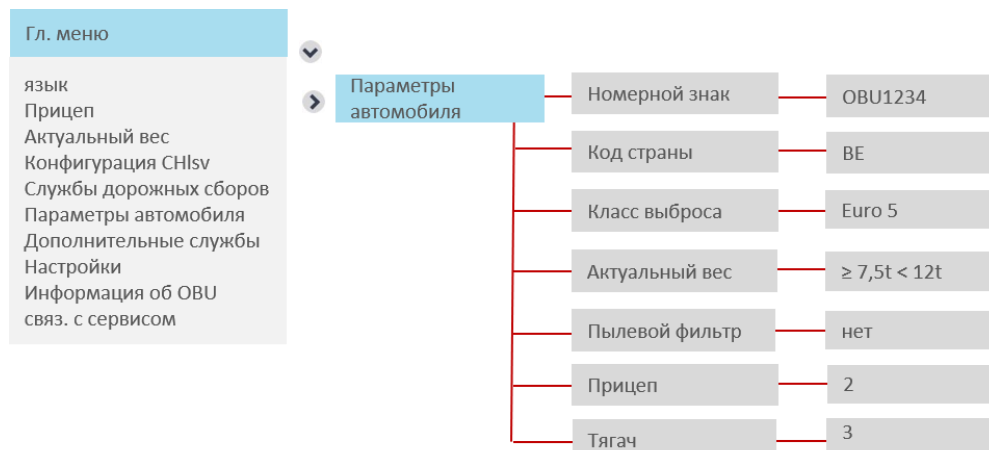 Гл. меню
язык
Прицеп
Актуальный вес
Конфигурация CHlsv
Службы дорожных сборов
Параметры автомобиля
Дополнительные службы
Настройки
Информация об OBU
связ. с сервисом
Параметры
автомобиля
Номерной знак
OBU1234
Код страны
BE
Класс выброса
Euro 5
Актуальный вес
≥ 7,5t < 12t
Пылевой фильтр
нет
Прицеп
2
Тягач
3